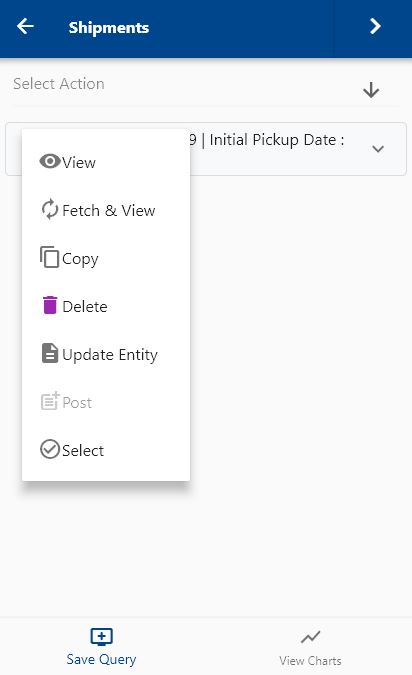 Shipments
Select Action
9 | Initial Pickup Date :
View
Fetch & View
Copy
Delete
Update Entity
Post
Select
Save Query
View Charts